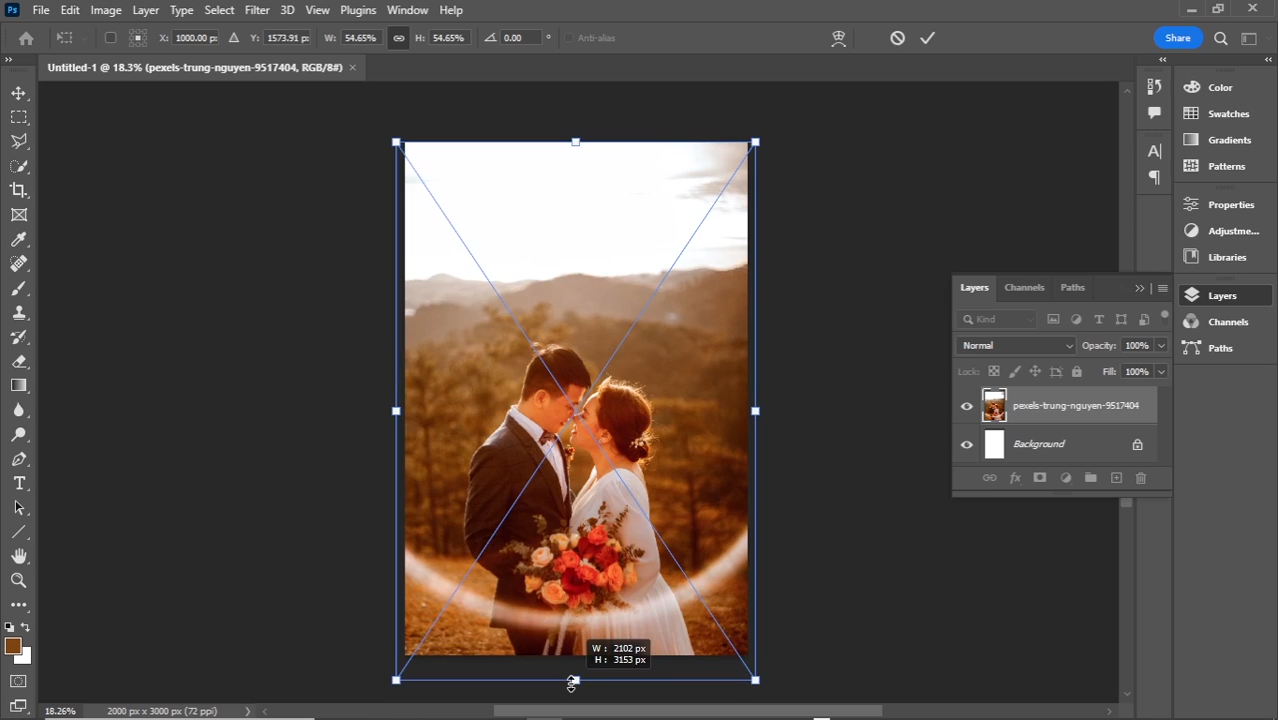 Ps File Edit Image Layer Type Select Filter 3D View Plugins Window Help
X: 1000.00 px Y: 1573.91 px W: 54.65% H: 54.65% 0.00 ° Anti-alias Share
Untitled-1 @ 18.3% (pexels-trung-nguyen-9517404, RGB/8#) ×
Color
Swatches
Gradients
Patterns
Properties
Adjustme...
Libraries
Layers
Channels
Paths
Layers Channels Paths
Kind
Normal Opacity: 100%
Lock: Fill: 100%
pexels-trung-nguyen-9517404
Background
W: 2102 px
H: 3153 px
18.26% 2000 px x 3000 px (72 ppi)